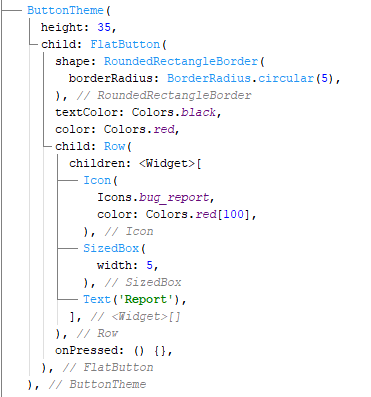 ButtonTheme(
height: 35,
child: FlatButton(
shape: RoundedRectangleBorder(
borderRadius: BorderRadius.circular(5),
), // RoundedRectangleBorder
textColor: Colors.black,
color: Colors.red,
child: Row(
children: <Widget>[
Icon(
Icons.bug_report,
color: Colors.red[100],
), // Icon
SizedBox(
width: 5,
), // SizedBox
Text('Report'),
], // <Widget>[]
), // Row
onPressed: () {},
), // FlatButton
), // ButtonTheme